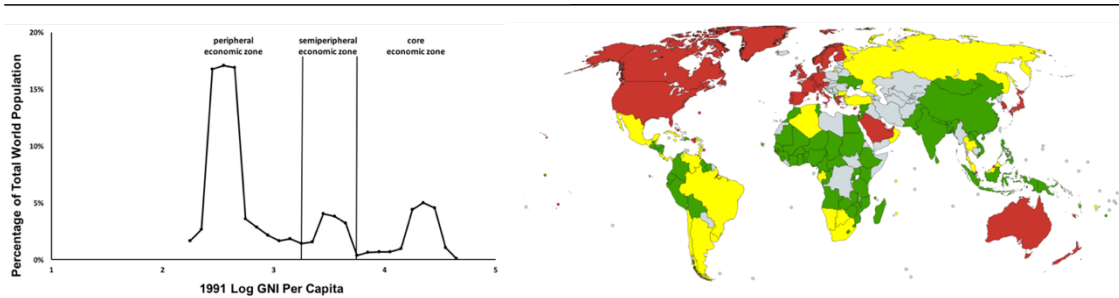 20%
15%
10%
5%
0%
Percentage of Total World Population
peripheral
economic zone
semiperipheral
economic zone
core
economic zone
1
2
3
4
5
1991 Log GNI Per Capita